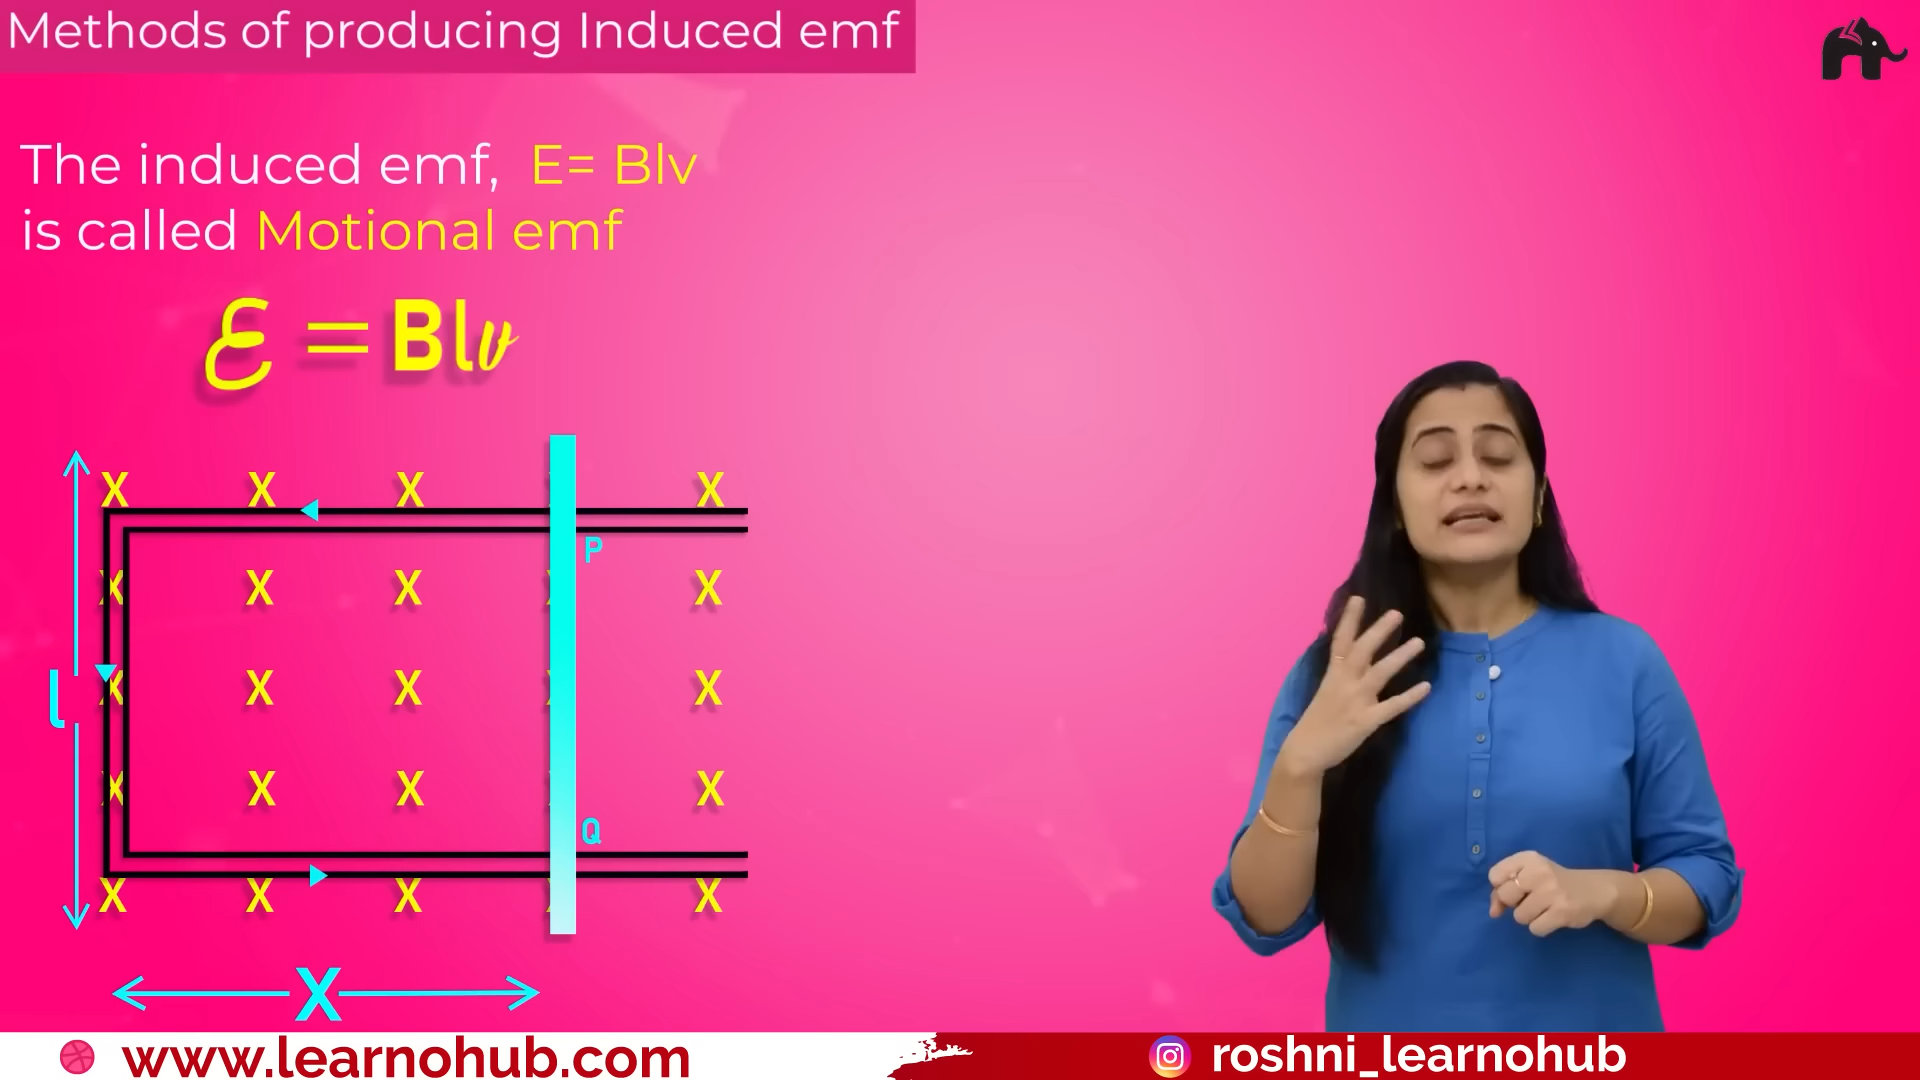 Methods of producing Induced emf
The induced emf, E= Blv
is called Motional emf
ℰ = Blv
X X X X
P
X X X X
l
X X X X
X X X X
Q
X X X X
X
www.learnohub.com
roshni_learnohub